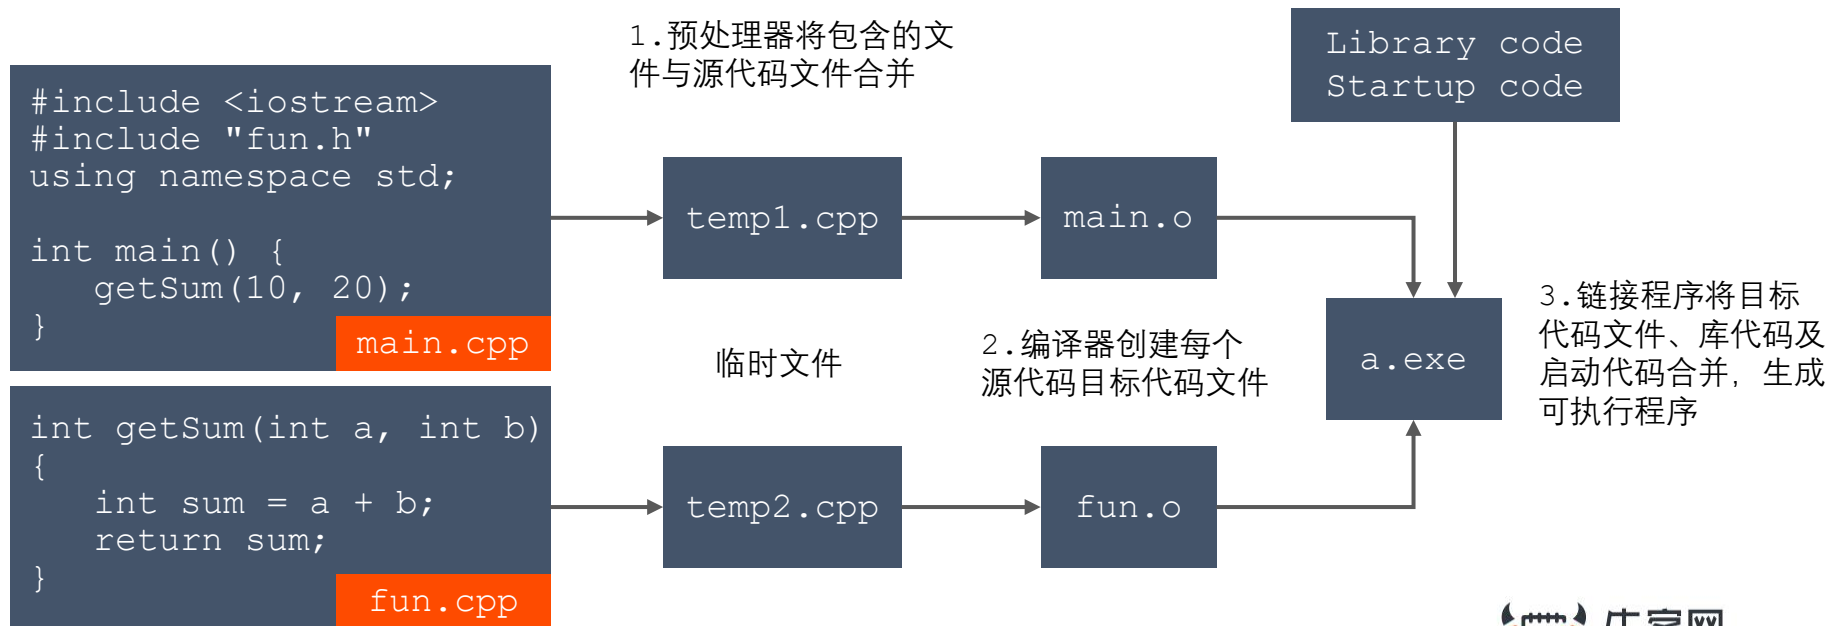 1.预处理器将包含的文
件与源代码文件合并
Library code
Startup code
#include <iostream>
#include "fun.h"
using namespace std;
int main() {
getSum(10, 20);
}
main.cpp
temp1.cpp
main.o
临时文件
2.编译器创建每个
源代码目标代码文件
a.exe
3.链接程序将目标
代码文件、库代码及
启动代码合并，生成
可执行程序
int getSum(int a, int b)
{
int sum = a + b;
return sum;
}
fun.cpp
temp2.cpp
fun.o
牛客网